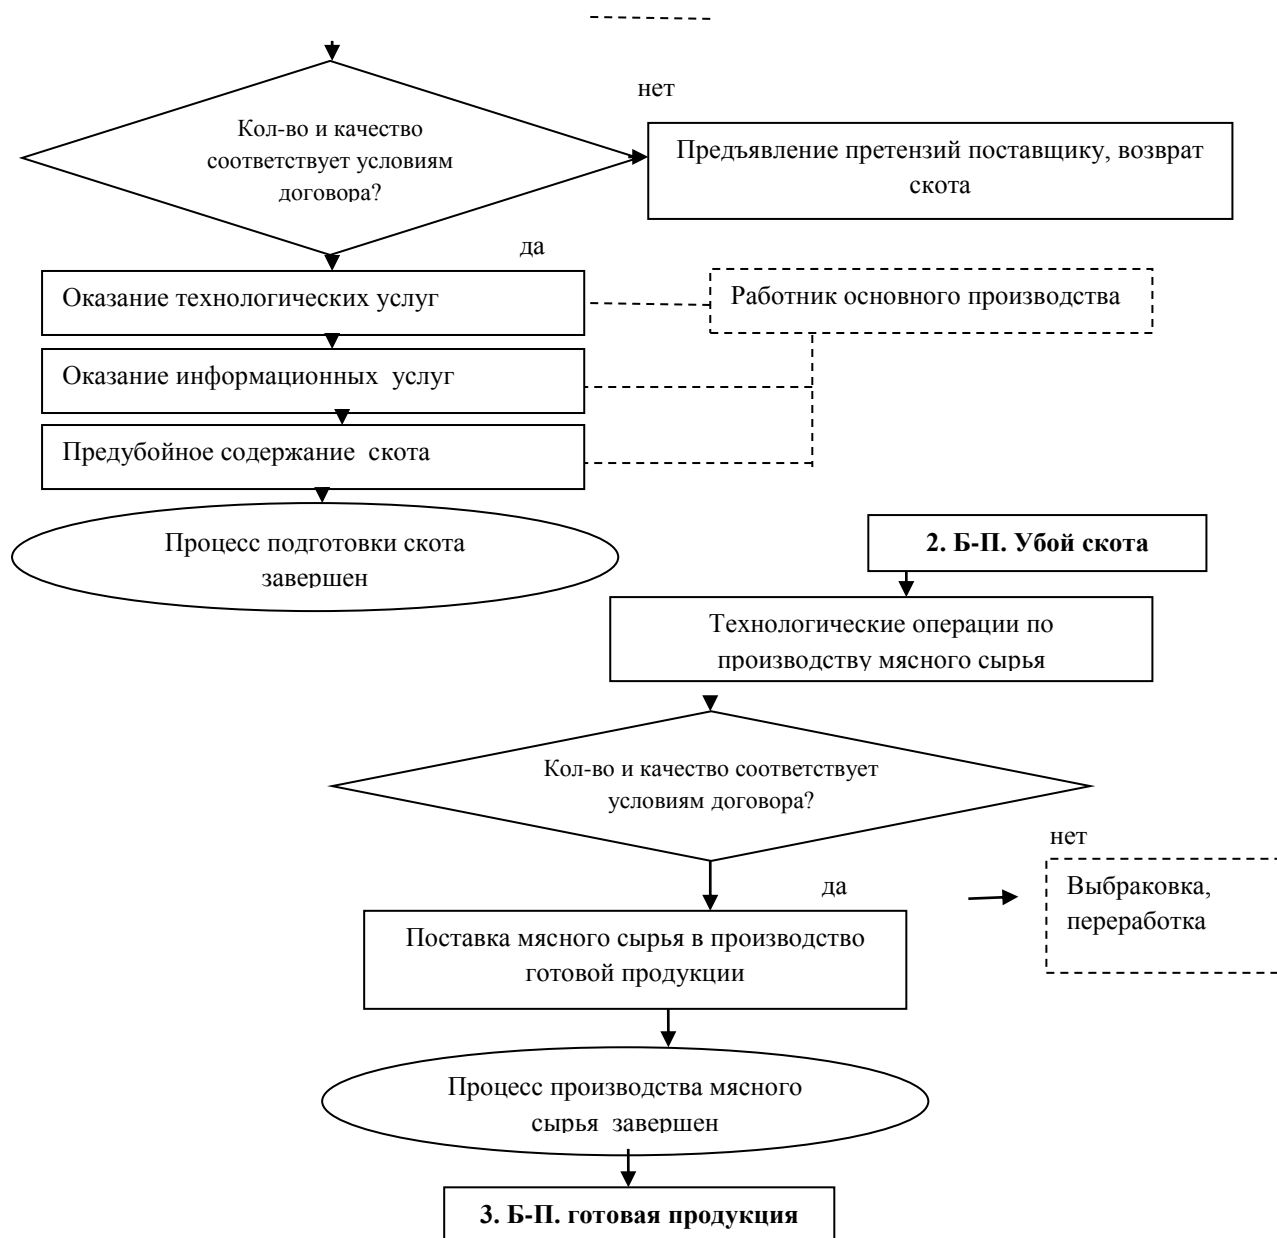 нет
Кол-во и качество
соответствует условиям
договора?
Предъявление претензий поставщику, возврат
скота
да
Оказание технологических услуг
Работник основного производства
Оказание информационных услуг
Предубойное содержание скота
Процесс подготовки скота
завершен
2. Б-П. Убой скота
Технологические операции по
производству мясного сырья
Кол-во и качество соответствует
условиям договора?
нет
да
Выбраковка,
переработка
Поставка мясного сырья в производство
готовой продукции
Процесс производства мясного
сырья завершен
3. Б-П. готовая продукция